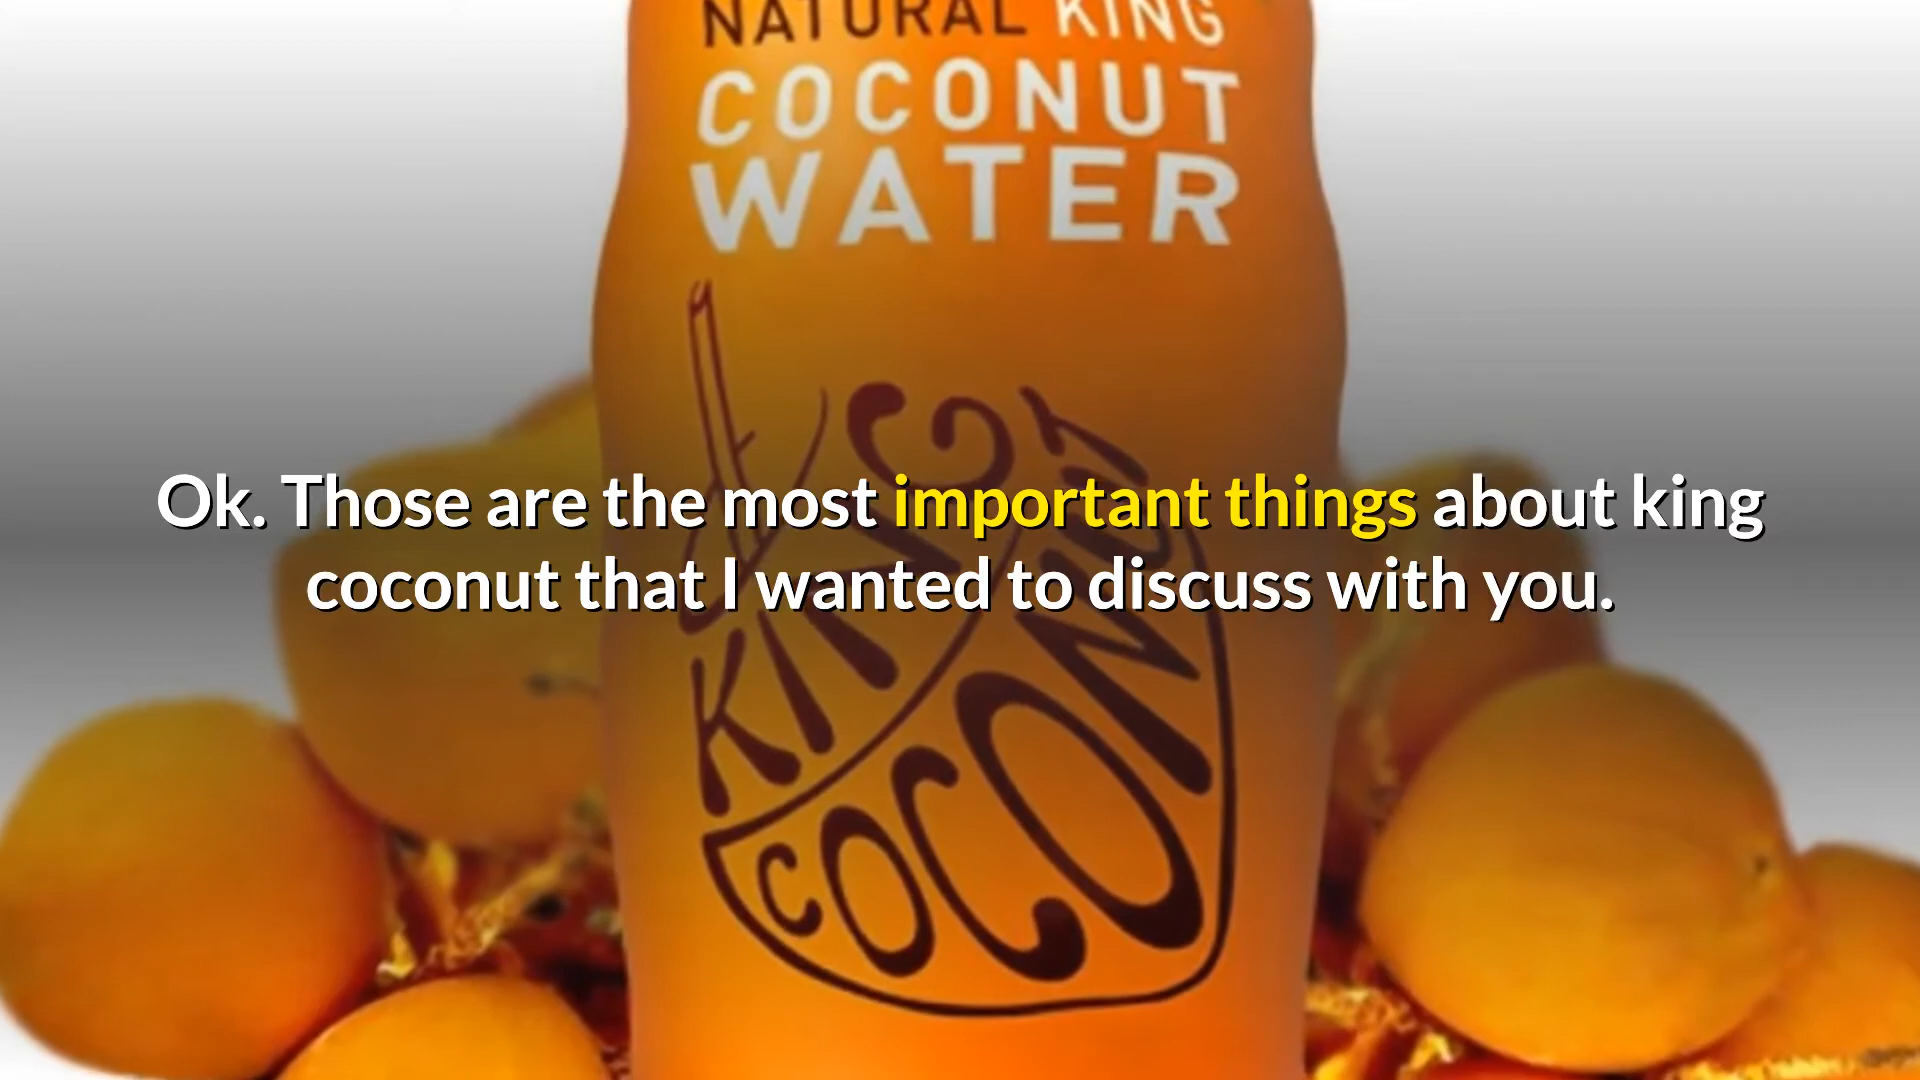 NATURAL KING
COCONUT
WATER
Ok. Those are the most important things about king
coconut that I wanted to discuss with you.
KING
COCONUT
COCO